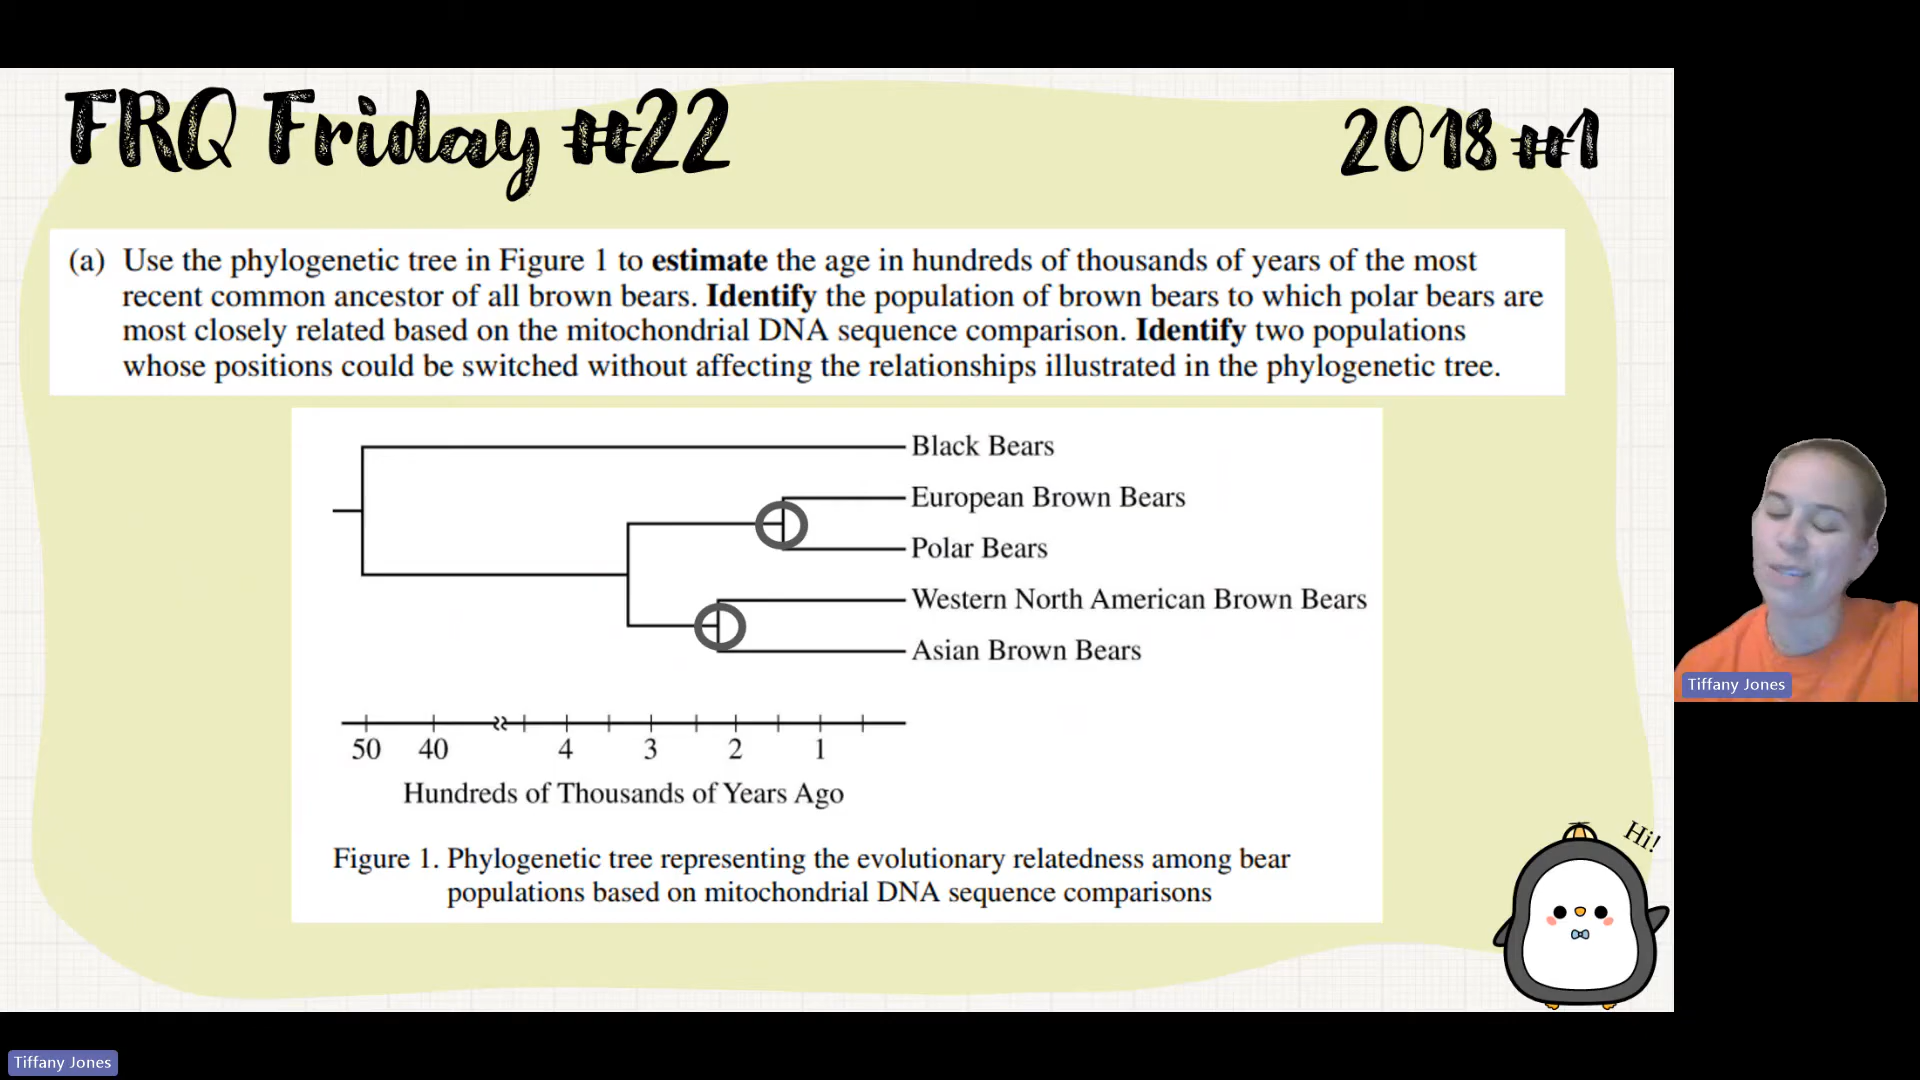 FRQ Friday #22
2018 #1
(a) Use the phylogenetic tree in Figure 1 to estimate the age in hundreds of thousands of years of the most
recent common ancestor of all brown bears. Identify the population of brown bears to which polar bears are
most closely related based on the mitochondrial DNA sequence comparison. Identify two populations
whose positions could be switched without affecting the relationships illustrated in the phylogenetic tree.
Black Bears
European Brown Bears
Polar Bears
Western North American Brown Bears
Asian Brown Bears
50 40 4 3 2 1
Hundreds of Thousands of Years Ago
Figure 1. Phylogenetic tree representing the evolutionary relatedness among bear
populations based on mitochondrial DNA sequence comparisons
Hi!
Tiffany Jones
Tiffany Jones